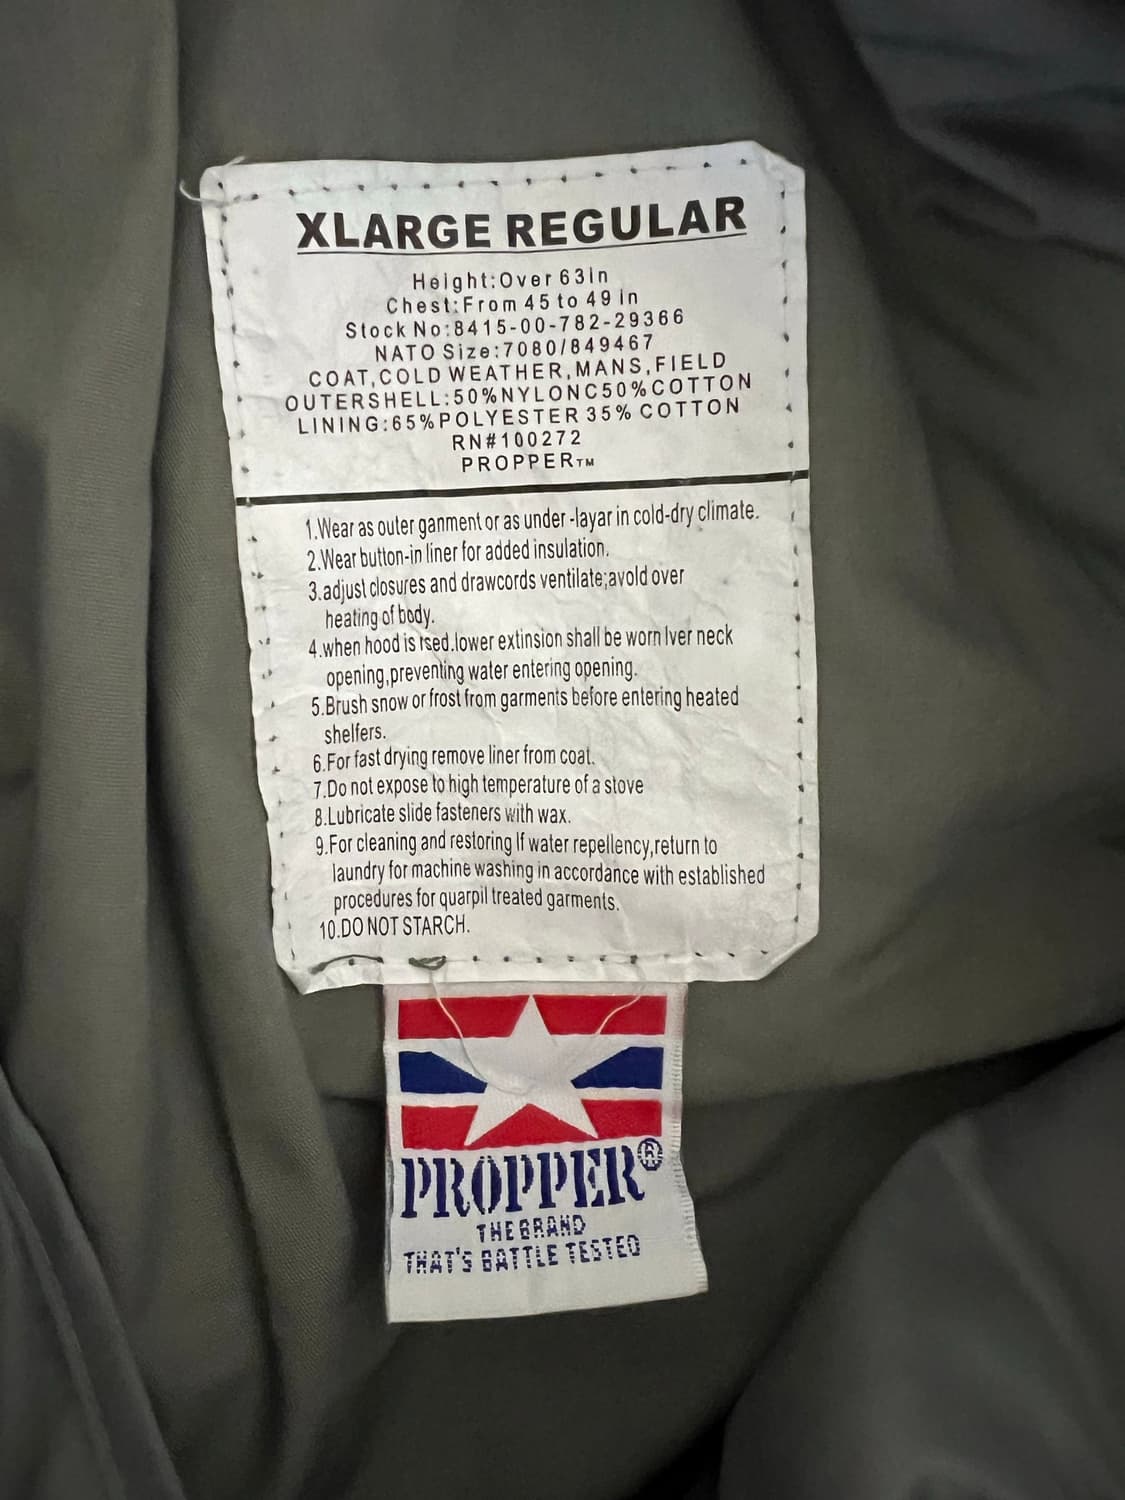 XLARGE REGULAR
Height:Over 63in
Chest:From 45 to 49 in
Stock No:8415-00-782-29366
NATO Size:7080/849467
COAT,COLD WEATHER,MANS,FIELD
OUTERSHELL:50%NYLONC50%COTTON
LINING:65%POLYESTER 35% COTTON
RN#100272
PROPPER™
1.Wear as outer ganment or as under-layar in cold-dry climate.
2.Wear button-in liner for added insulation.
3.adjust closures and drawcords ventilate;avold over
heating of body.
4.when hood is rsed.lower extinsion shall be worn lver neck
opening,preventing water entering opening.
5.Brush snow or frost from garments before entering heated
shelfers.
6.For fast drying remove liner from coat.
7.Do not expose to high temperature of a stove
8.Lubricate slide fasteners with wax.
9.For cleaning and restoring lf water repellency,return to
laundry for machine washing in accordance with established
procedures for quarpil treated garments.
10.DO NOT STARCH.
PROPPER®
THE BRAND
THAT'S BATTLE TESTED